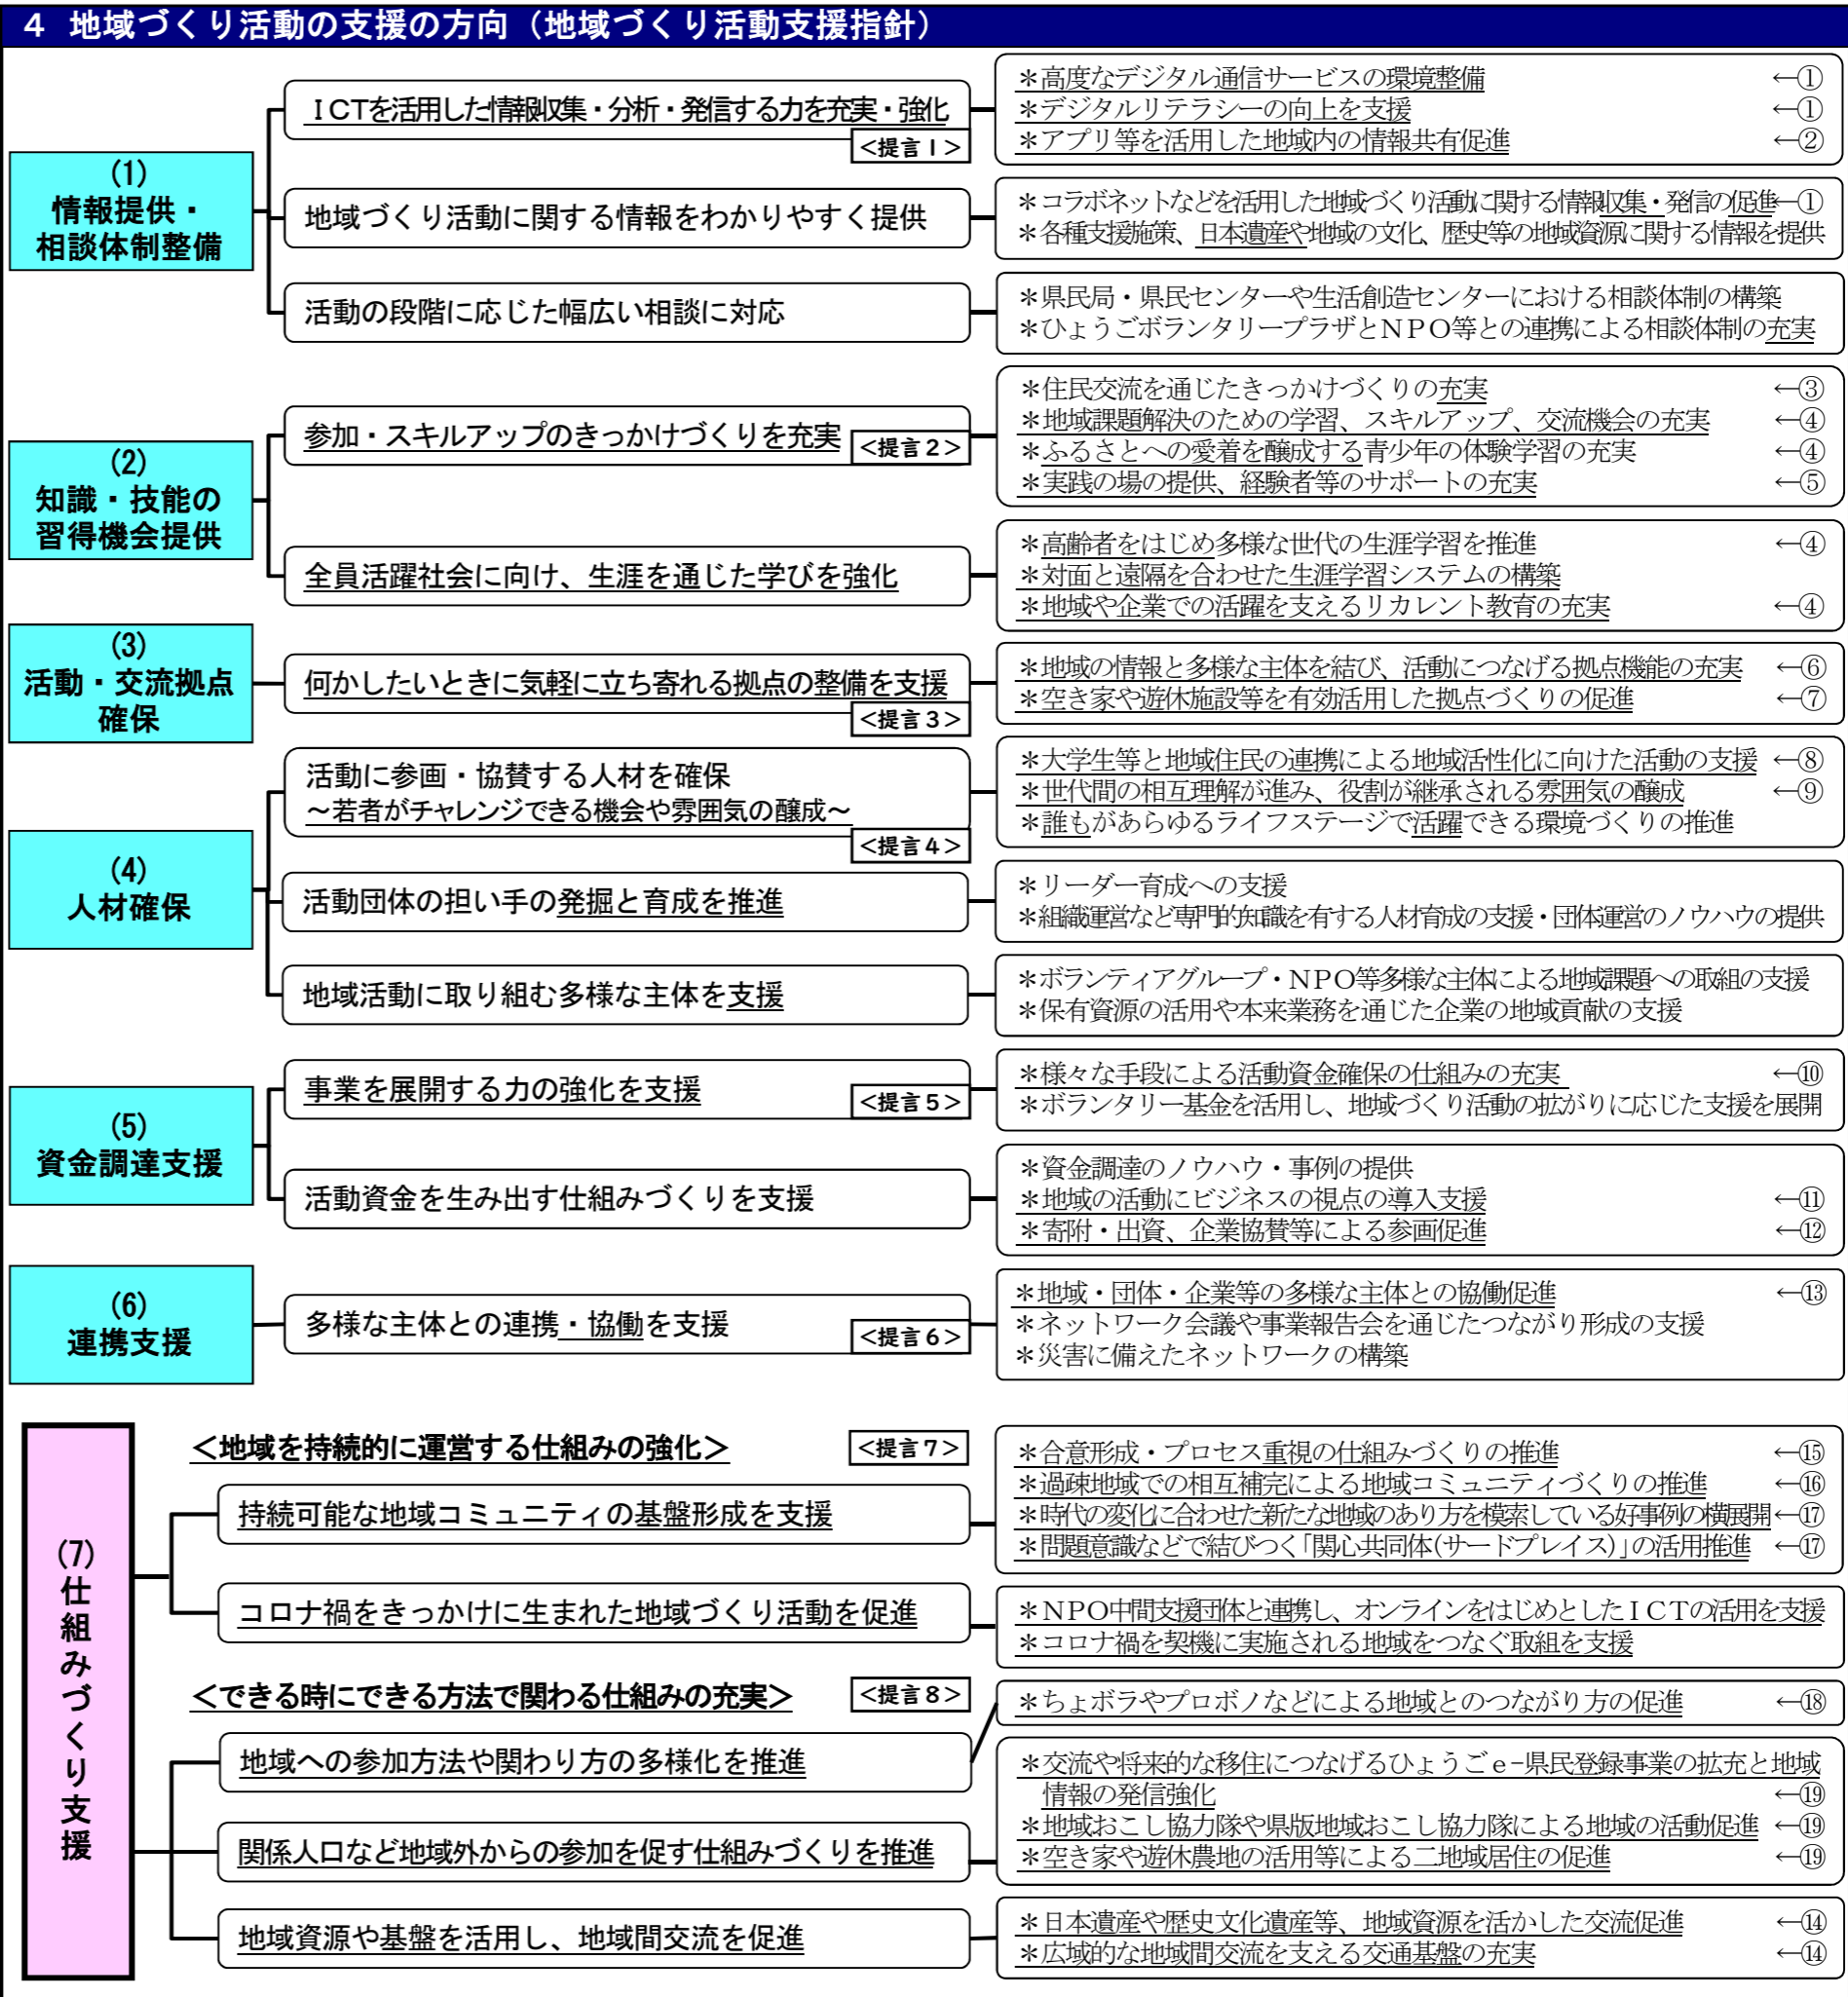 4 地域づくり活動の支援の方向（地域づくり活動支援指針）
(1)
情報提供・
相談体制整備
ＩＣＴを活用した情報収集・分析・発信する力を充実・強化
＜提言１＞
＊高度なデジタル通信サービスの環境整備 ←①
＊デジタルリテラシーの向上を支援 ←①
＊アプリ等を活用した地域内の情報共有促進 ←②
地域づくり活動に関する情報をわかりやすく提供
＊コラボネットなどを活用した地域づくり活動に関する情報収集・発信の促進←①
＊各種支援施策、日本遺産や地域の文化、歴史等の地域資源に関する情報を提供
活動の段階に応じた幅広い相談に対応
＊県民局・県民センターや生活創造センターにおける相談体制の構築
＊ひょうごボランタリープラザとＮＰＯ等との連携による相談体制の充実
(2)
知識・技能の
習得機会提供
参加・スキルアップのきっかけづくりを充実
＜提言２＞
＊住民交流を通じたきっかけづくりの充実 ←③
＊地域課題解決のための学習、スキルアップ、交流機会の充実 ←④
＊ふるさとへの愛着を醸成する青少年の体験学習の充実 ←④
＊実践の場の提供、経験者等のサポートの充実 ←⑤
全員活躍社会に向け、生涯を通じた学びを強化
＊高齢者をはじめ多様な世代の生涯学習を推進 ←④
＊対面と遠隔を合わせた生涯学習システムの構築
＊地域や企業での活躍を支えるリカレント教育の充実 ←④
(3)
活動・交流拠点
確保
何かしたいときに気軽に立ち寄れる拠点の整備を支援
＜提言３＞
＊地域の情報と多様な主体を結び、活動につなげる拠点機能の充実 ←⑥
＊空き家や遊休施設等を有効活用した拠点づくりの促進 ←⑦
(4)
人材確保
活動に参画・協賛する人材を確保
～若者がチャレンジできる機会や雰囲気の醸成～
＜提言４＞
＊大学生等と地域住民の連携による地域活性化に向けた活動の支援 ←⑧
＊世代間の相互理解が進み、役割が継承される雰囲気の醸成 ←⑨
＊誰もがあらゆるライフステージで活躍できる環境づくりの推進
活動団体の担い手の発掘と育成を推進
＊リーダー育成への支援
＊組織運営など専門的知識を有する人材育成の支援・団体運営のノウハウの提供
地域活動に取り組む多様な主体を支援
＊ボランティアグループ・ＮＰＯ等多様な主体による地域課題への取組の支援
＊保有資源の活用や本来業務を通じた企業の地域貢献の支援
(5)
資金調達支援
事業を展開する力の強化を支援
＜提言５＞
＊様々な手段による活動資金確保の仕組みの充実 ←⑩
＊ボランタリー基金を活用し、地域づくり活動の拡がりに応じた支援を展開
活動資金を生み出す仕組みづくりを支援
＊資金調達のノウハウ・事例の提供
＊地域の活動にビジネスの視点の導入支援 ←⑪
＊寄附・出資、企業協賛等による参画促進 ←⑫
(6)
連携支援
多様な主体との連携・協働を支援
＜提言６＞
＊地域・団体・企業等の多様な主体との協働促進 ←⑬
＊ネットワーク会議や事業報告会を通じたつながり形成の支援
＊災害に備えたネットワークの構築
(7)仕組みづくり支援
＜地域を持続的に運営する仕組みの強化＞
＜提言７＞
持続可能な地域コミュニティの基盤形成を支援
＊合意形成・プロセス重視の仕組みづくりの推進 ←⑮
＊過疎地域での相互補完による地域コミュニティづくりの推進 ←⑯
＊時代の変化に合わせた新たな地域のあり方を模索している好事例の横展開←⑰
＊問題意識などで結びつく｢関心共同体(サードプレイス)｣の活用推進 ←⑰
コロナ禍をきっかけに生まれた地域づくり活動を促進
＊ＮＰＯ中間支援団体と連携し、オンラインをはじめとしたＩＣＴの活用を支援
＊コロナ禍を契機に実施される地域をつなぐ取組を支援
＜できる時にできる方法で関わる仕組みの充実＞
＜提言８＞
＊ちょボラやプロボノなどによる地域とのつながり方の促進 ←⑱
地域への参加方法や関わり方の多様化を推進
＊交流や将来的な移住につなげるひょうごｅ-県民登録事業の拡充と地域
情報の発信強化 ←⑲
＊地域おこし協力隊や県版地域おこし協力隊による地域の活動促進 ←⑲
＊空き家や遊休農地の活用等による二地域居住の促進 ←⑲
関係人口など地域外からの参加を促す仕組みづくりを推進
地域資源や基盤を活用し、地域間交流を促進
＊日本遺産や歴史文化遺産等、地域資源を活かした交流促進 ←⑭
＊広域的な地域間交流を支える交通基盤の充実 ←⑭